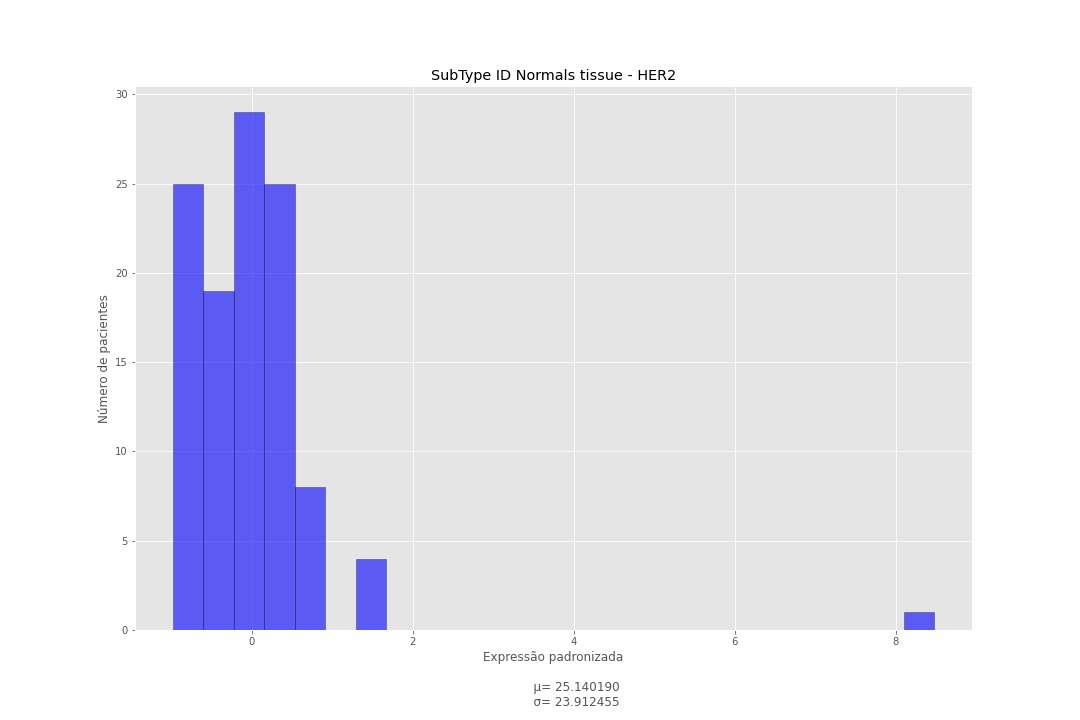 SubType ID Normals tissue - HER2
30
25
20
15
10
5
0
Número de pacientes
0 2 4 6 8
Expressão padronizada
μ= 25.140190
σ= 23.912455